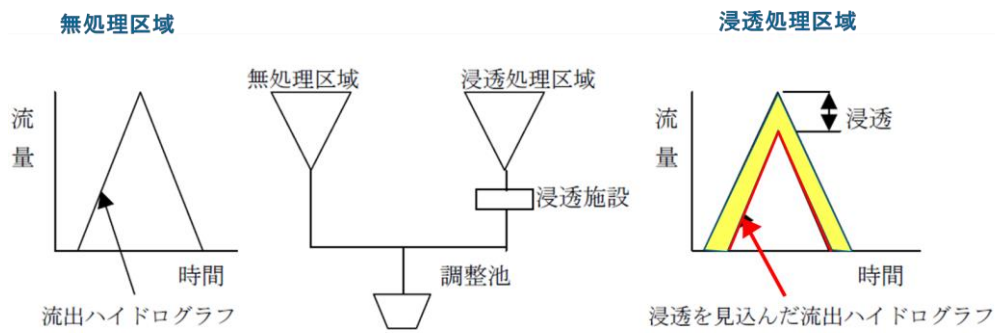 無処理区域
浸透処理区域
無処理区域
浸透処理区域
流量
流量
浸透
浸透施設
時間
調整池
時間
流出ハイドログラフ
浸透を見込んだ流出ハイドログラフ